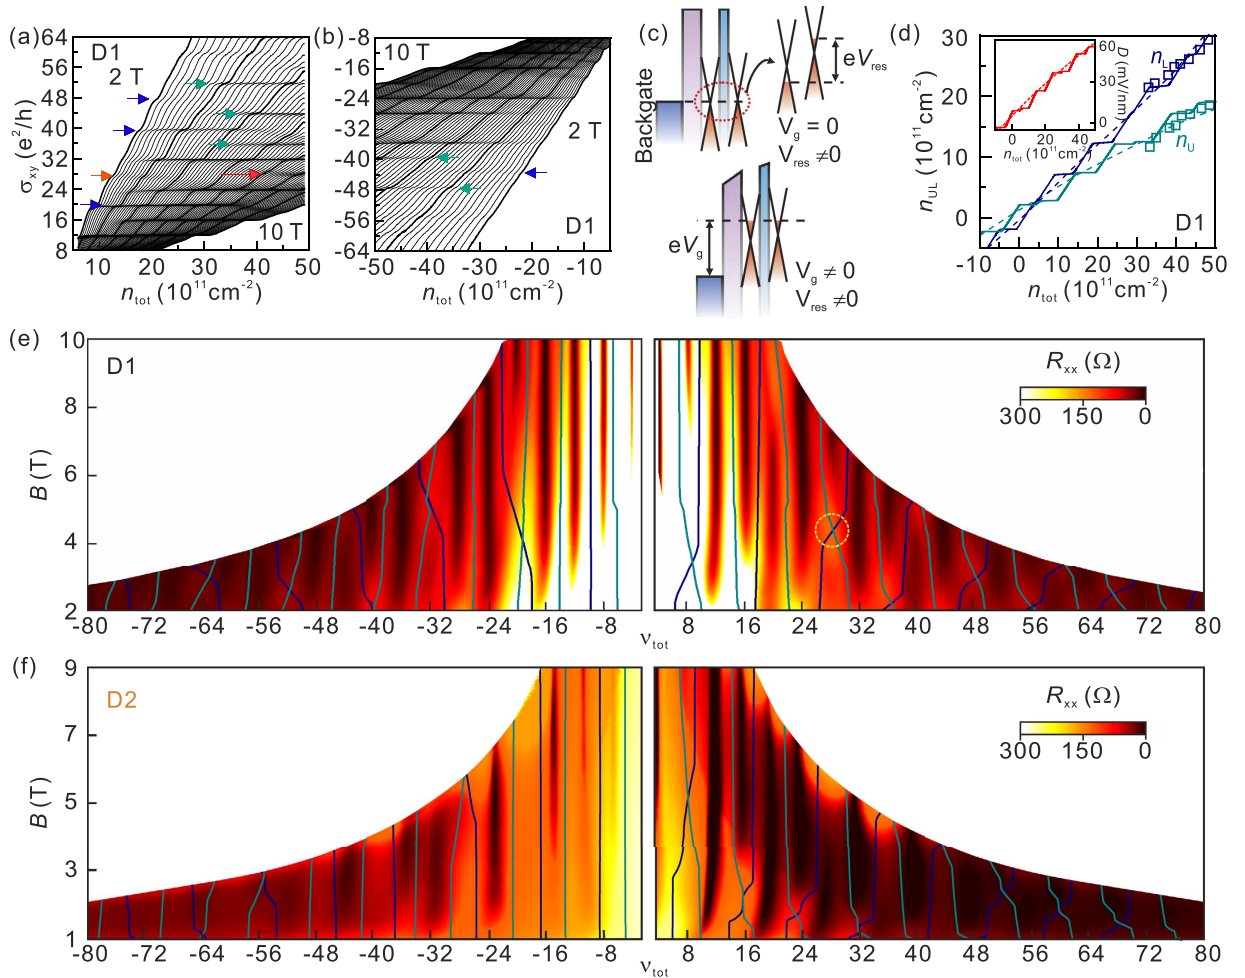 (a)
64
56
48
40
32
24
16
8
σxy (e²/h)
D1
2 T
10 T
10 20 30 40 50
ntot (10¹¹cm⁻²)
(b)
-8
-16
-24
-32
-40
-48
-56
-64
10 T
2 T
D1
-50 -40 -30 -20 -10
ntot (10¹¹cm⁻²)
(c)
Backgate
eVres
Vg = 0
Vres ≠0
eVg
Vg ≠ 0
Vres ≠0
(d)
30
20
10
0
nUL (10¹¹cm⁻²)
nL
nU
D1
-10 0 10 20 30 40 50
ntot (10¹¹cm⁻²)
60
30
0
D (mV/nm)
0 20 40
ntot (10¹¹cm⁻²)
(e)
D1
10
8
6
4
2
B (T)
Rxx (Ω)
300 150 0
-80 -72 -64 -56 -48 -40 -32 -24 -16 -8
8 16 24 32 40 48 56 64 72 80
νtot
(f)
D2
9
7
5
3
1
B (T)
Rxx (Ω)
300 150 0
-80 -72 -64 -56 -48 -40 -32 -24 -16 -8
8 16 24 32 40 48 56 64 72 80
νtot